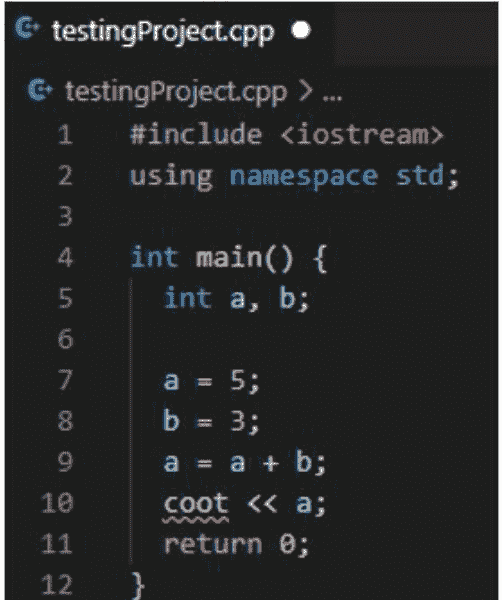 testingProject.cpp
testingProject.cpp > ...
1 #include <iostream>
2 using namespace std;
3
4 int main() {
5 int a, b;
6
7 a = 5;
8 b = 3;
9 a = a + b;
10 coot << a;
11 return 0;
12 }